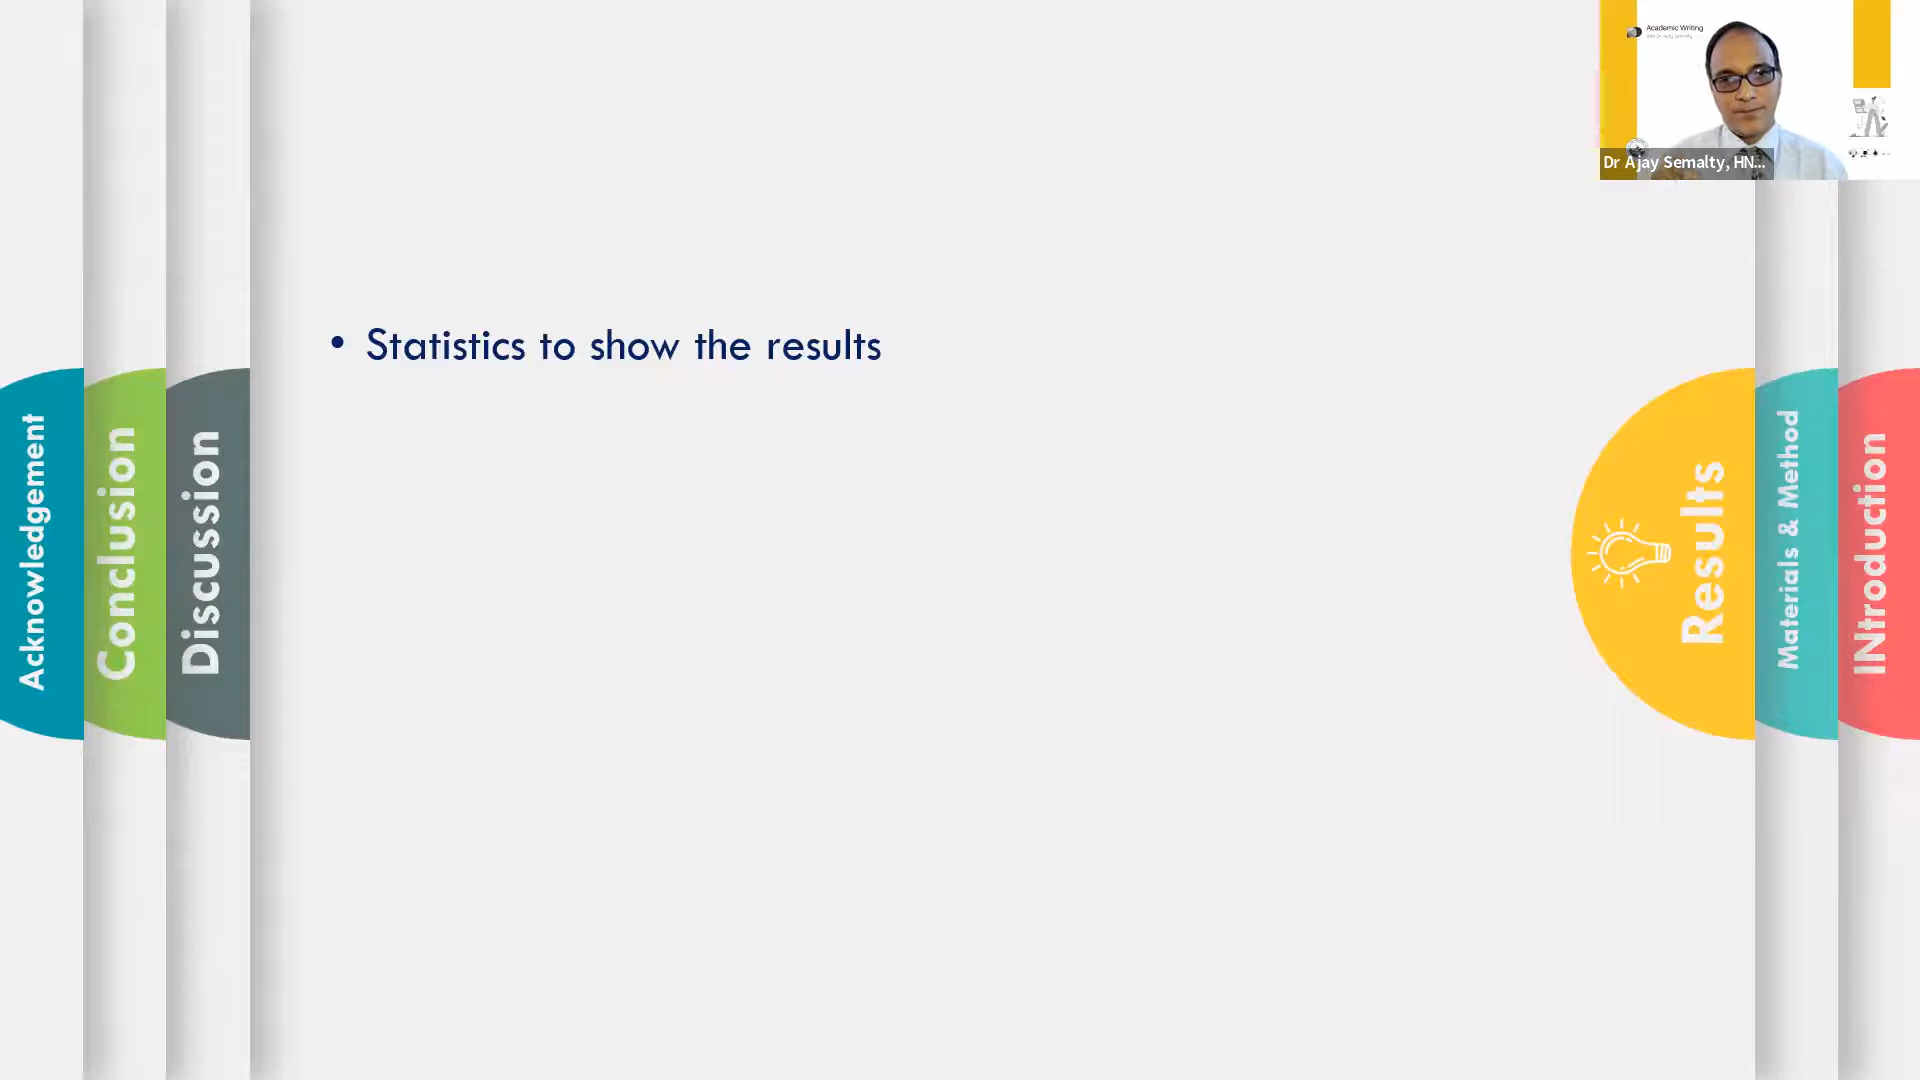 Academic Writing
Dr Ajay Semalty, HN...
• Statistics to show the results
Acknowledgement
Conclusion
Discussion
Results
Materials & Method
INtroduction